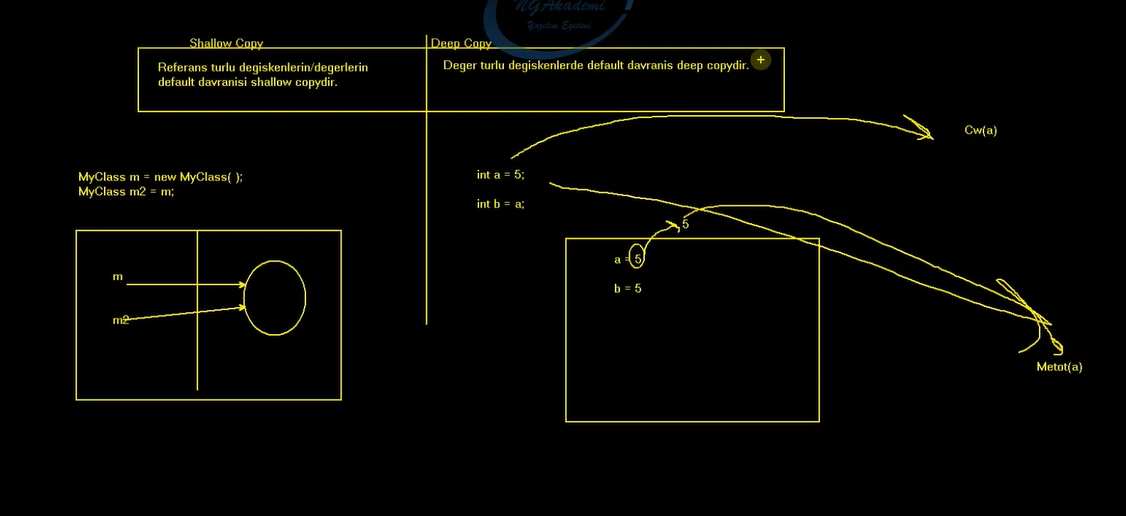 NGAkademi
Yazılım Eğitimi
Shallow Copy
Deep Copy
Referans turlu degiskenlerin/degerlerin
default davranisi shallow copydir.
Deger turlu degiskenlerde default davranis deep copydir.
Cw(a)
MyClass m = new MyClass( );
MyClass m2 = m;
int a = 5;
int b = a;
5
a = 5
b = 5
m
m2
Metot(a)